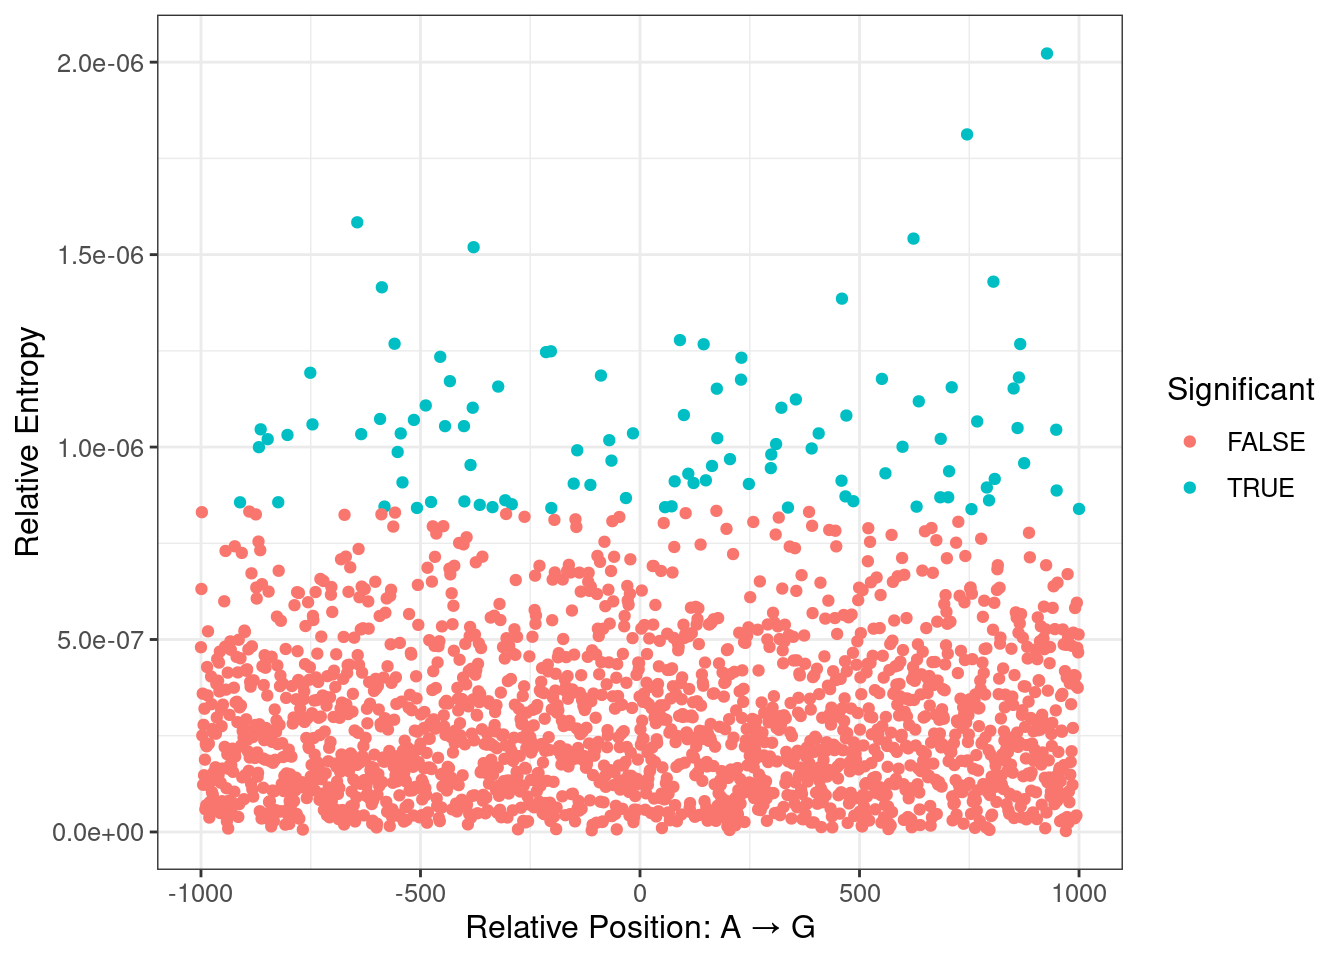 2.0e-06
1.5e-06
1.0e-06
5.0e-07
0.0e+00
Relative Entropy
-1000 -500 0 500 1000
Relative Position: A → G
Significant
FALSE
TRUE